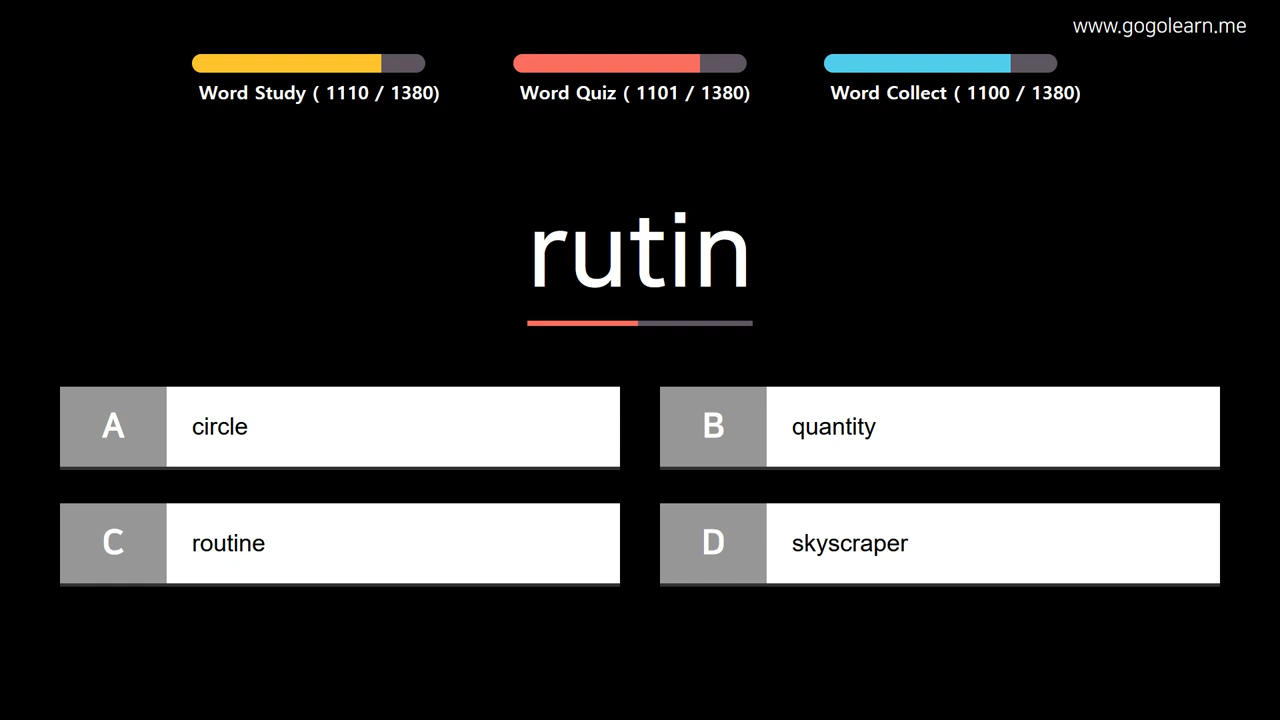 www.gogolearn.me
Word Study ( 1110 / 1380)
Word Quiz ( 1101 / 1380)
Word Collect ( 1100 / 1380)
rutin
A circle
B quantity
C routine
D skyscraper